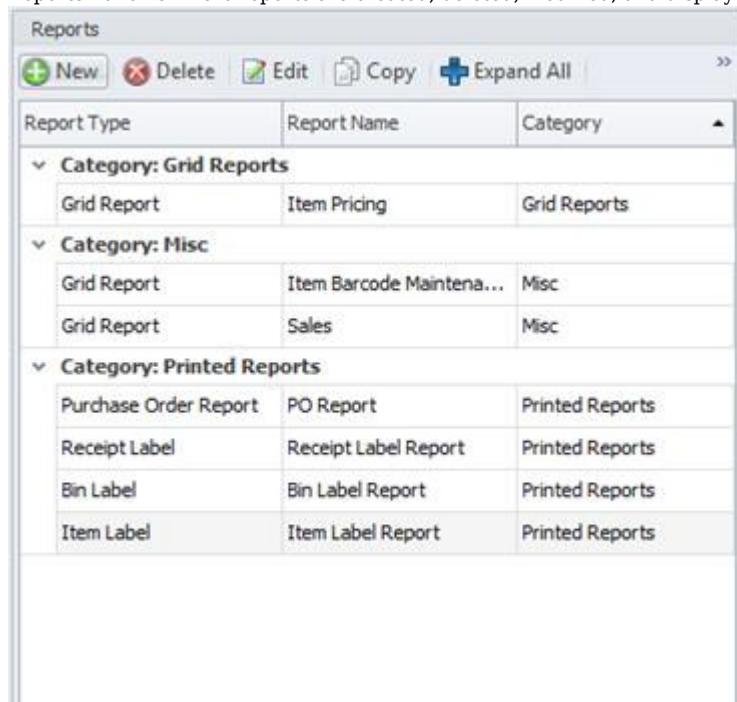 Reports
New Delete Edit Copy Expand All »
Report Type Report Name Category
Category: Grid Reports
Grid Report Item Pricing Grid Reports
Category: Misc
Grid Report Item Barcode Maintena... Misc
Grid Report Sales Misc
Category: Printed Reports
Purchase Order Report PO Report Printed Reports
Receipt Label Receipt Label Report Printed Reports
Bin Label Bin Label Report Printed Reports
Item Label Item Label Report Printed Reports